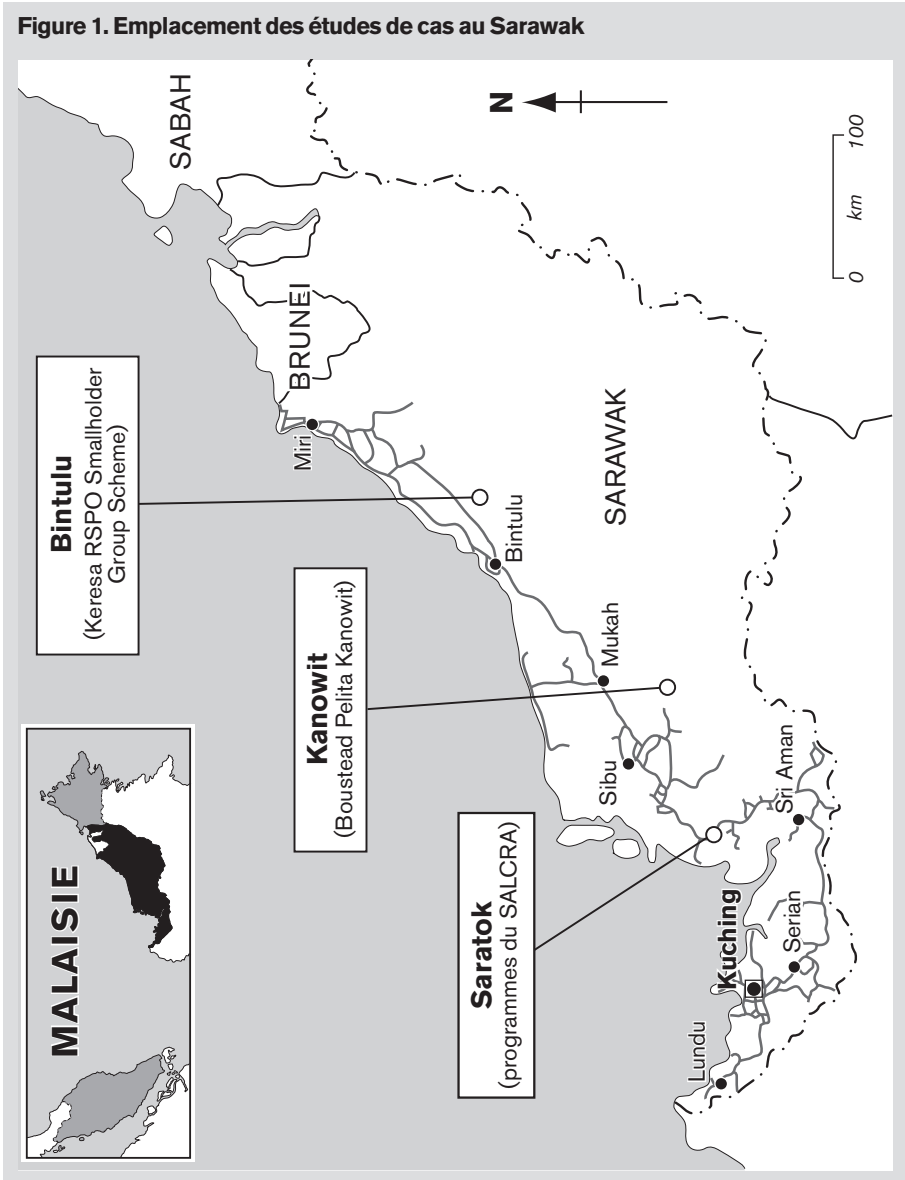 Figure 1. Emplacement des études de cas au Sarawak
MALAISIE
SABAH
N
0
km
100
BRUNEI
Bintulu
(Keresa RSPO Smallholder
Group Scheme)
Miri
SARAWAK
Bintulu
Kanowit
(Boustead Pelita Kanowit)
Mukah
Sibu
Saratok
(programmes du SALCRA)
Sri Aman
Kuching
Serian
Lundu